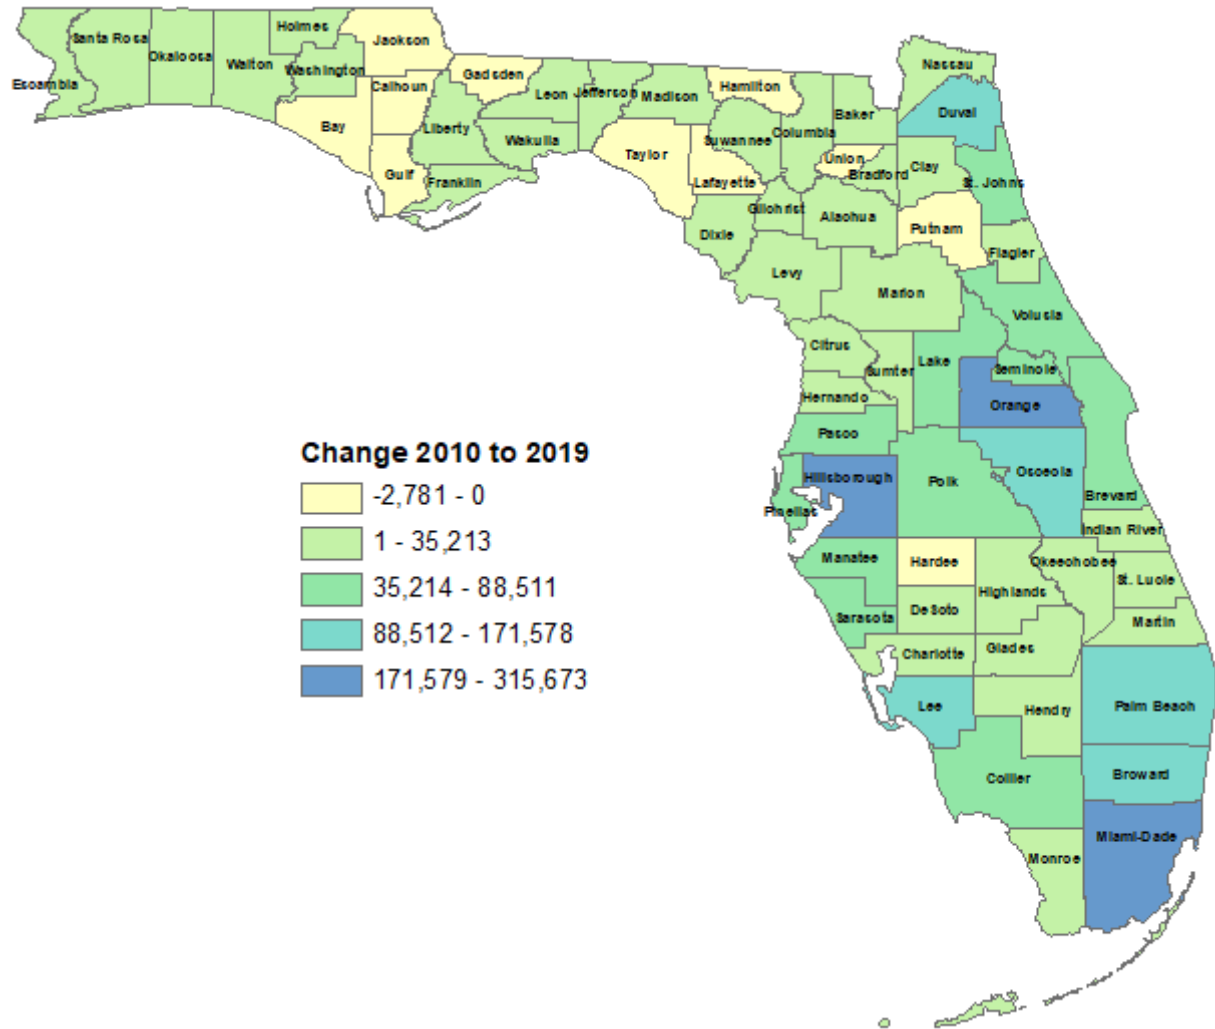 Holmes
Jackson
Santa Rosa
Okaloosa
Walton
Washington
Escambia
Nassau
Gadsden
Calhoun
Leon
Jefferson
Madison
Hamilton
Bay
Liberty
Wakulla
Suwannee
Columbia
Baker
Duval
Taylor
Lafayette
Union
Bradford
Clay
St. Johns
Gulf
Franklin
Gilchrist
Alachua
Putnam
Dixie
Flagler
Levy
Marion
Volusia
Citrus
Sumter
Lake
Seminole
Hernando
Orange
Pasco
Change 2010 to 2019
-2,781 - 0
1 - 35,213
35,214 - 88,511
88,512 - 171,578
171,579 - 315,673
Hillsborough
Polk
Osceola
Brevard
Pinellas
Indian River
Manatee
Hardee
Okeechobee
Highlands
St. Lucie
Sarasota
DeSoto
Martin
Charlotte
Glades
Lee
Hendry
Palm Beach
Collier
Broward
Miami-Dade
Monroe